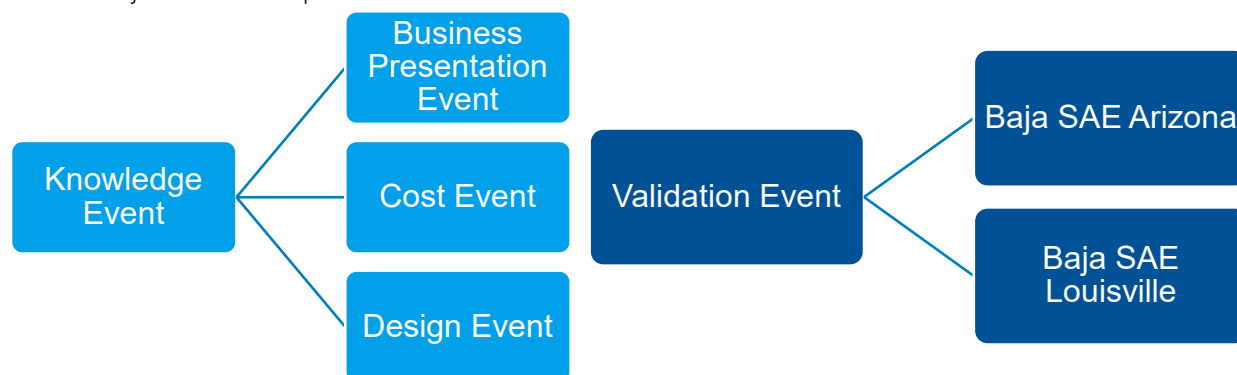 Business
Presentation
Event
Knowledge
Event
Cost Event
Design Event
Validation Event
Baja SAE Arizona
Baja SAE
Louisville